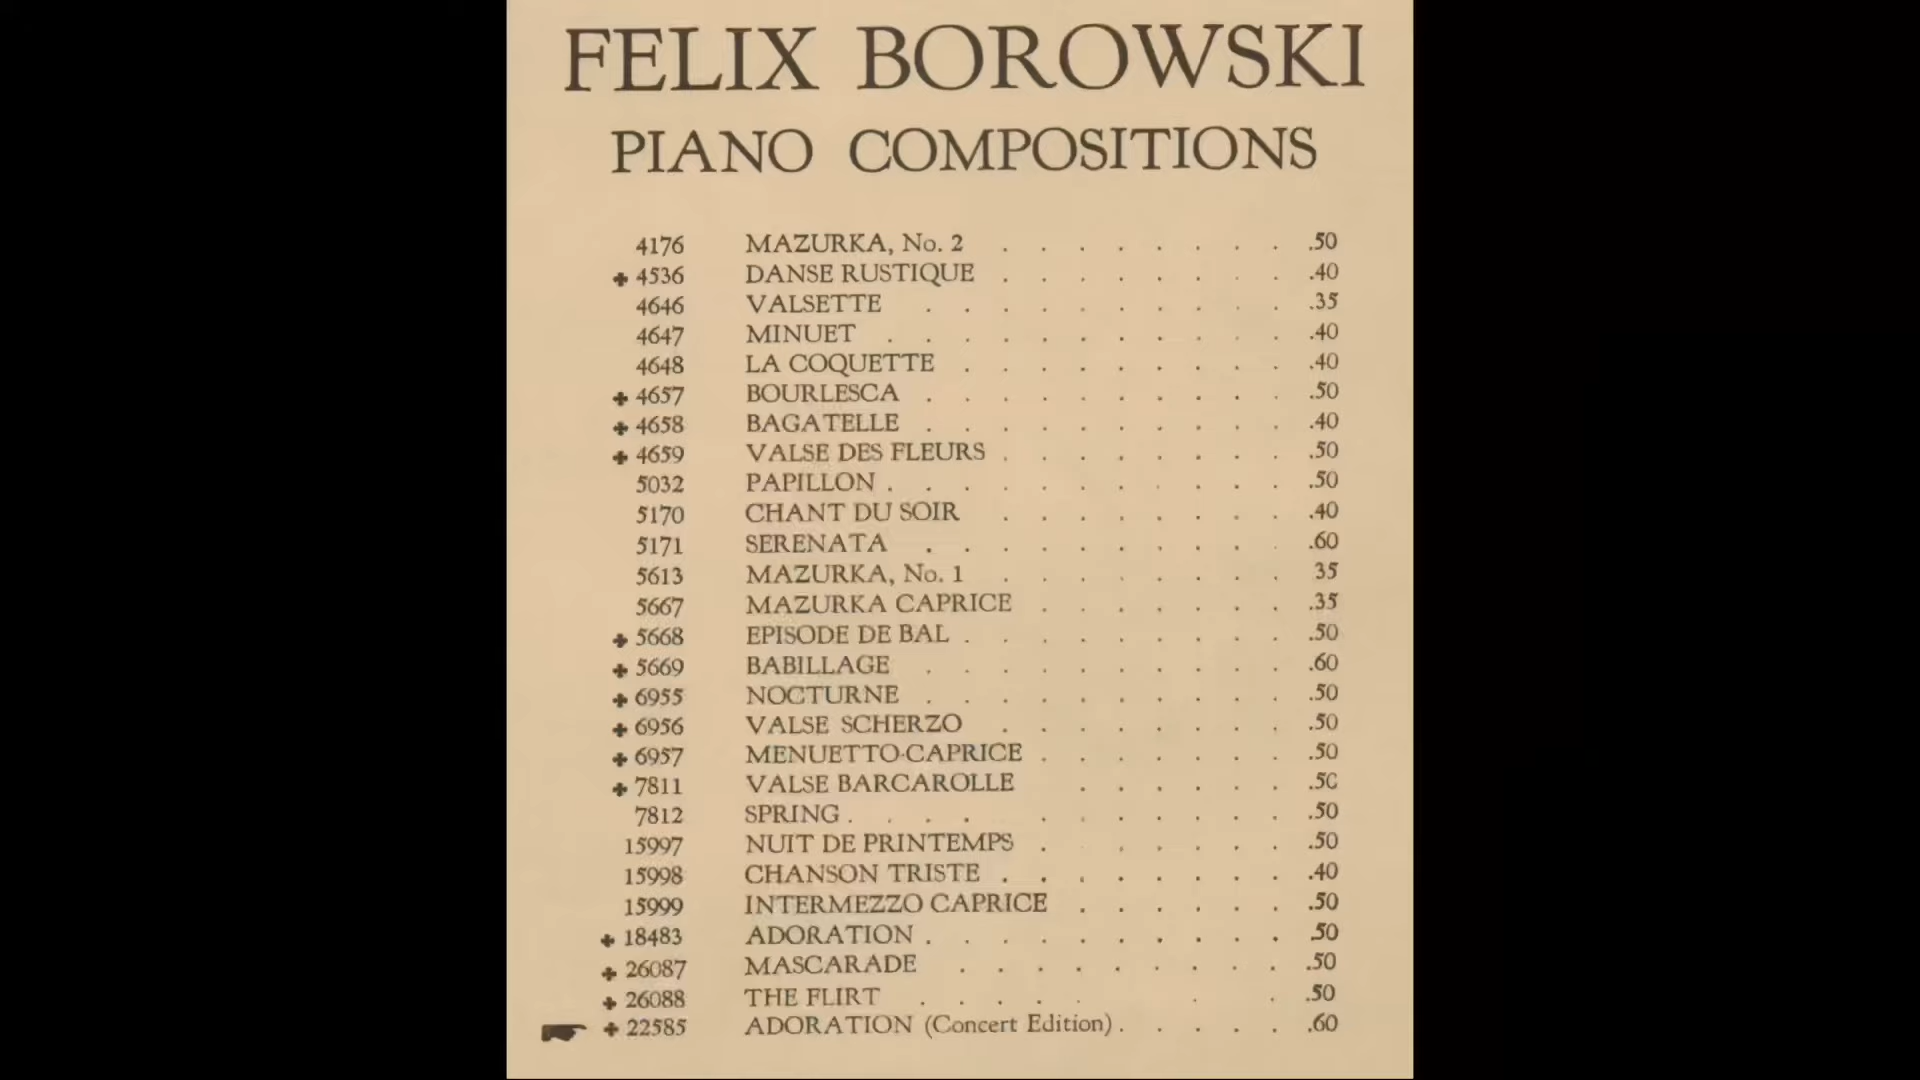 FELIX BOROWSKI
PIANO COMPOSITIONS
4176 MAZURKA, No. 2 . . . . . . . . .50
✤ 4536 DANSE RUSTIQUE . . . . . . . . .40
4646 VALSETTE . . . . . . . . . . .35
4647 MINUET . . . . . . . . . . . .40
4648 LA COQUETTE . . . . . . . . . .40
✤ 4657 BOURLESCA . . . . . . . . . . .50
✤ 4658 BAGATELLE . . . . . . . . . . .40
✤ 4659 VALSE DES FLEURS . . . . . . . . .50
5032 PAPILLON . . . . . . . . . . . .50
5170 CHANT DU SOIR . . . . . . . . .40
5171 SERENATA . . . . . . . . . . .60
5613 MAZURKA, No. 1 . . . . . . . . 35
5667 MAZURKA CAPRICE . . . . . . . .35
✤ 5668 EPISODE DE BAL . . . . . . . . . .50
✤ 5669 BABILLAGE . . . . . . . . . . .60
✤ 6955 NOCTURNE . . . . . . . . . . .50
✤ 6956 VALSE SCHERZO . . . . . . . . .50
✤ 6957 MENUETTO-CAPRICE . . . . . . . .50
✤ 7811 VALSE BARCAROLLE . . . . . . .50
7812 SPRING . . . . . . . . . . . .50
15997 NUIT DE PRINTEMPS . . . . . . .50
15998 CHANSON TRISTE . . . . . . . . .40
15999 INTERMEZZO CAPRICE . . . . . . .50
✤ 18483 ADORATION . . . . . . . . . . 50
✤ 26087 MASCARADE . . . . . . . . . .50
✤ 26088 THE FLIRT . . . . . . . .50
✤ 22585 ADORATION (Concert Edition) . . . . . .60